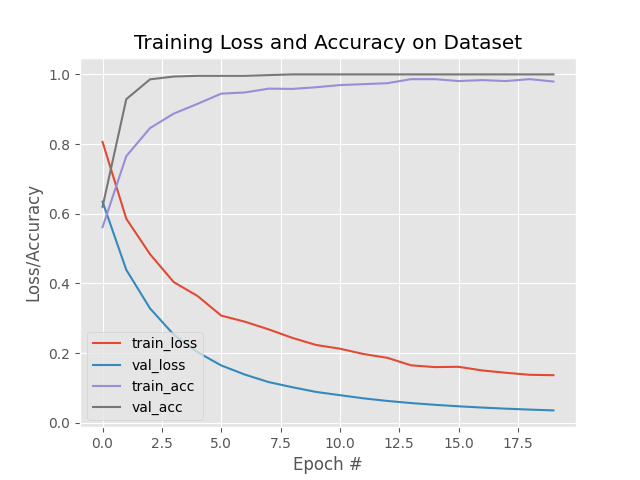 Training Loss and Accuracy on Dataset
Loss/Accuracy
1.0
0.8
0.6
0.4
0.2
0.0
train_loss
val_loss
train_acc
val_acc
0.0 2.5 5.0 7.5 10.0 12.5 15.0 17.5
Epoch #